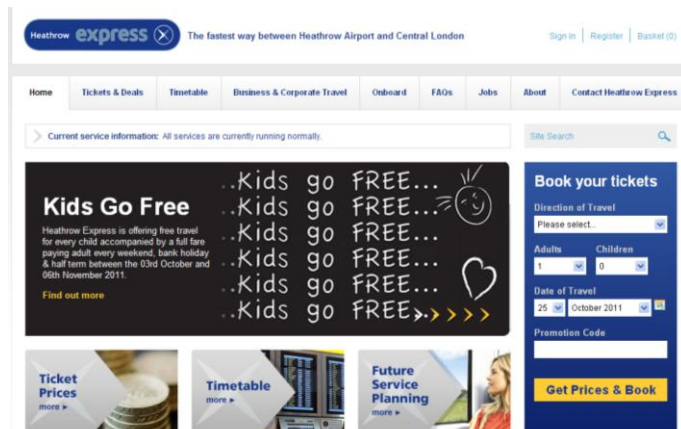 Heathrow express
The fastest way between Heathrow Airport and Central London
Sign in | Register | Basket (0)
Home
Tickets & Deals
Timetable
Business & Corporate Travel
Onboard
FAQs
Jobs
About
Contact Heathrow Express
Current service information: All services are currently running normally.
Site Search
Kids Go Free
Heathrow Express is offering free travel
for every child accompanied by a full fare
paying adult every weekend, bank holiday
& half term between the 03rd October and
06th November 2011.
Find out more
..Kids go FREE...
..Kids go FREE...
..Kids go FREE...
..Kids go FREE...
..Kids go FREE...
..Kids go FREE
Book your tickets
Direction of Travel
Please select...
Adults Children
1 0
Date of Travel
25 October 2011
Promotion Code
Get Prices & Book
Ticket
Prices
more
Timetable
more
Future
Service
Planning
more